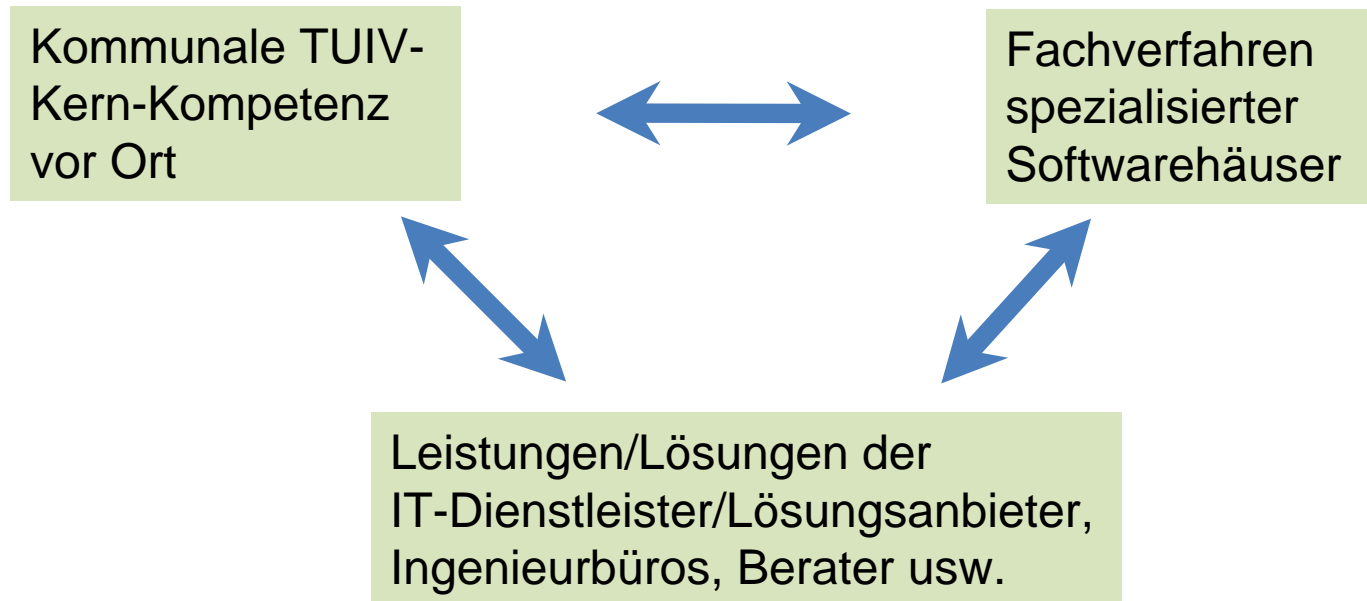 Kommunale TUIV-
Kern-Kompetenz
vor Ort
Fachverfahren
spezialisierter
Softwarehäuser
Leistungen/Lösungen der
IT-Dienstleister/Lösungsanbieter,
Ingenieurbüros, Berater usw.